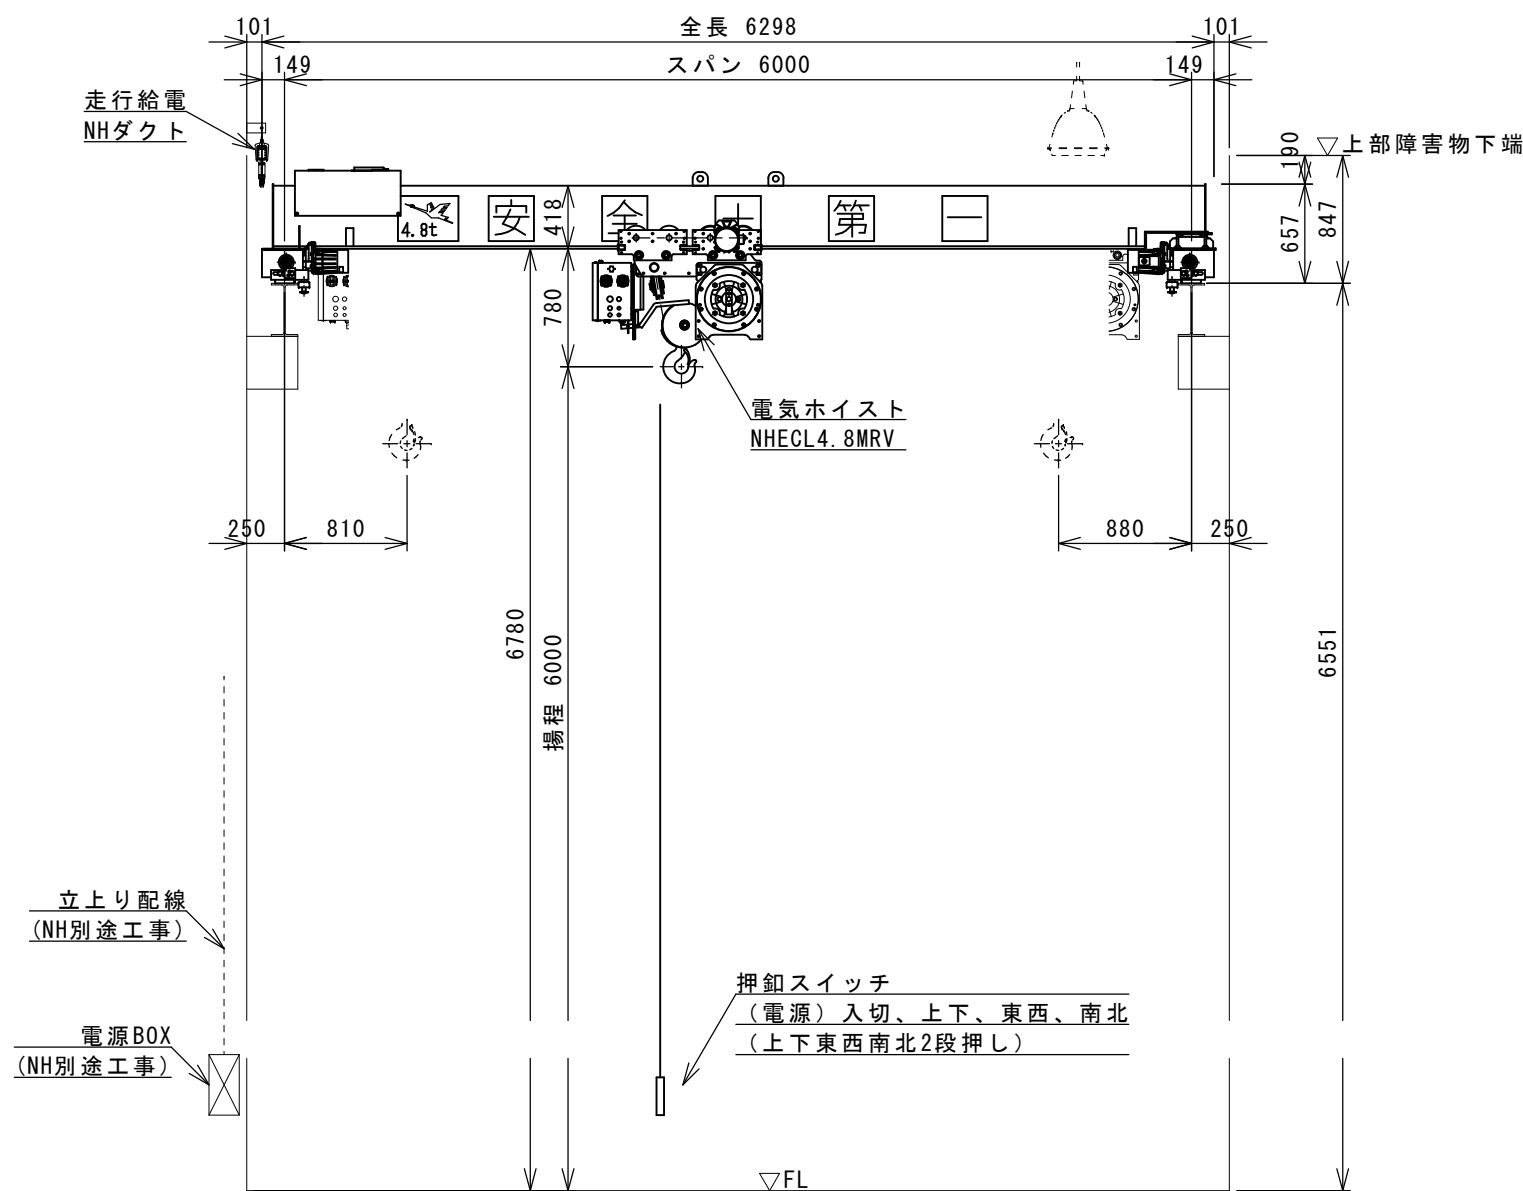 101
全長 6298
101
149
スパン 6000
149
走行給電
NHダクト
190
上部障害物下端
4.8t
安
全
十
第
一
418
657
847
780
電気ホイスト
NHECL4.8MRV
250
810
880
250
6780
揚程 6000
6551
立上り配線
(NH別途工事)
押釦スイッチ
(電源)入切、上下、東西、南北
(上下東西南北2段押し)
電源BOX
(NH別途工事)
FL